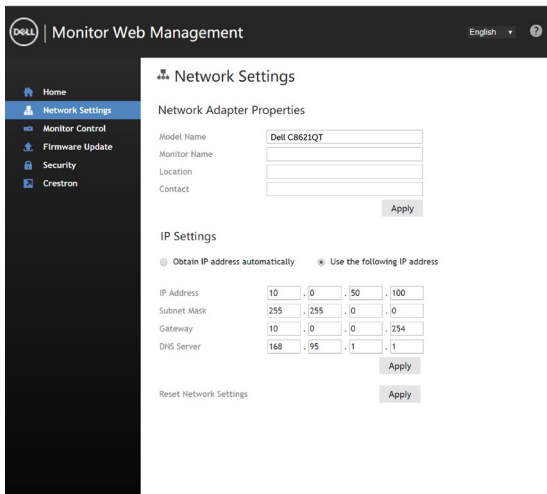 DELL | Monitor Web Management
English
?
Home
Network Settings
Monitor Control
Firmware Update
Security
Crestron
Network Settings
Network Adapter Properties
Model Name Dell C8621QT
Monitor Name
Location
Contact
Apply
IP Settings
Obtain IP address automatically Use the following IP address
IP Address 10 . 0 . 50 . 100
Subnet Mask 255 . 255 . 0 . 0
Gateway 10 . 0 . 0 . 254
DNS Server 168 . 95 . 1 . 1
Apply
Reset Network Settings Apply